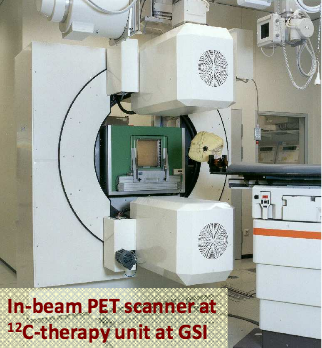 In-beam PET scanner at
¹²C-therapy unit at GSI